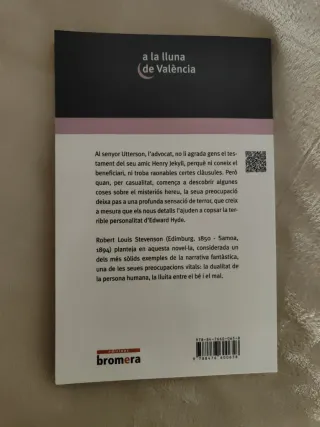 a la lluna
de València
Al senyor Utterson, l'advocat, no li agrada gens el tes-
tament del seu amic Henry Jekyll, perquè ni coneix el
beneficiari, ni troba raonables certes clàusules. Però
quan, per casualitat, comença a descobrir algunes
coses sobre el misteriós hereu, la seua preocupació
deixa pas a una profunda sensació de terror, que creix
a mesura que els nous detalls l'ajuden a copsar la ter-
rible personalitat d'Edward Hyde.
Robert Louis Stevenson (Edimburg, 1850 - Samoa,
1894) planteja en aquesta novel·la, considerada un
dels més sòlids exemples de la narrativa fantàstica,
una de les seues preocupacions vitals: la dualitat de
la persona humana, la lluita entre el bé i el mal.
editorial
bromera